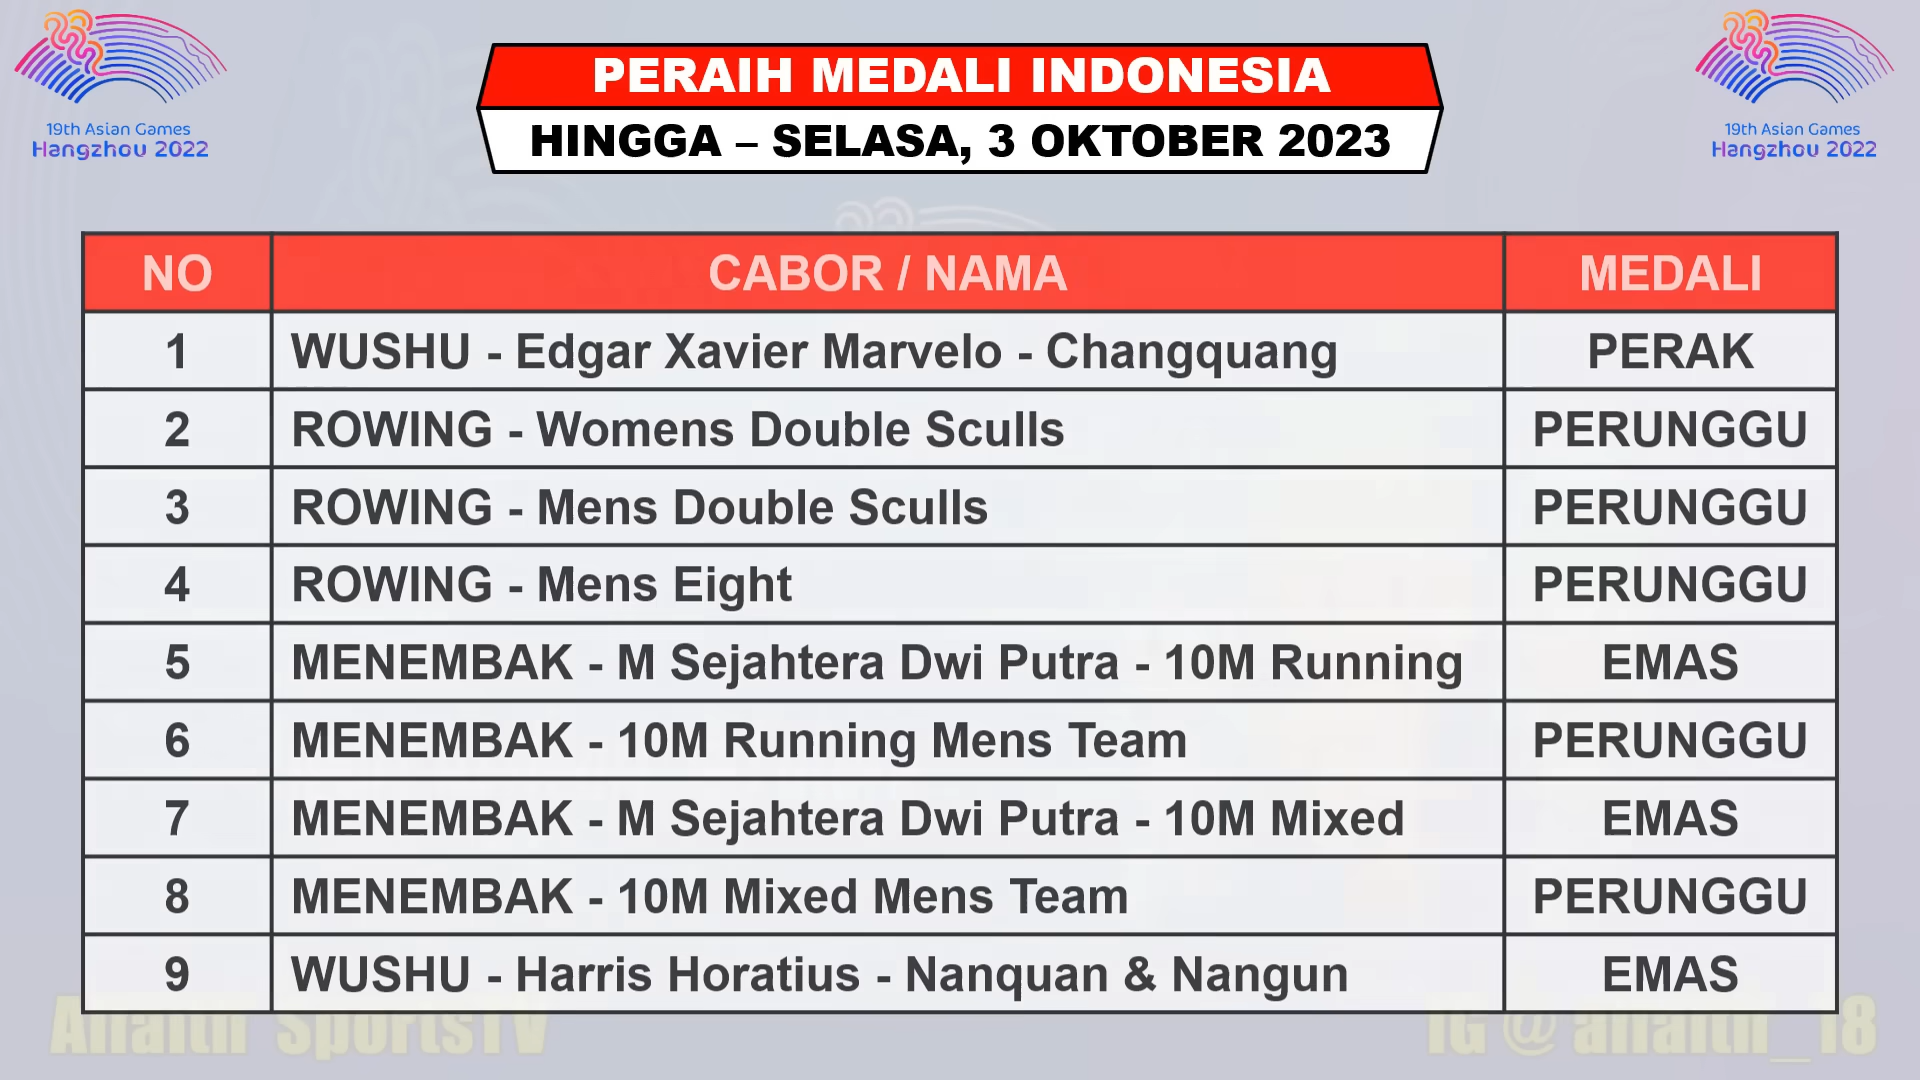 19th Asian Games
Hangzhou 2022
PERAIH MEDALI INDONESIA
HINGGA – SELASA, 3 OKTOBER 2023
19th Asian Games
Hangzhou 2022
NO CABOR / NAMA MEDALI
1 WUSHU - Edgar Xavier Marvelo - Changquang PERAK
2 ROWING - Womens Double Sculls PERUNGGU
3 ROWING - Mens Double Sculls PERUNGGU
4 ROWING - Mens Eight PERUNGGU
5 MENEMBAK - M Sejahtera Dwi Putra - 10M Running EMAS
6 MENEMBAK - 10M Running Mens Team PERUNGGU
7 MENEMBAK - M Sejahtera Dwi Putra - 10M Mixed EMAS
8 MENEMBAK - 10M Mixed Mens Team PERUNGGU
9 WUSHU - Harris Horatius - Nanquan & Nangun EMAS
SportsTV
IG @